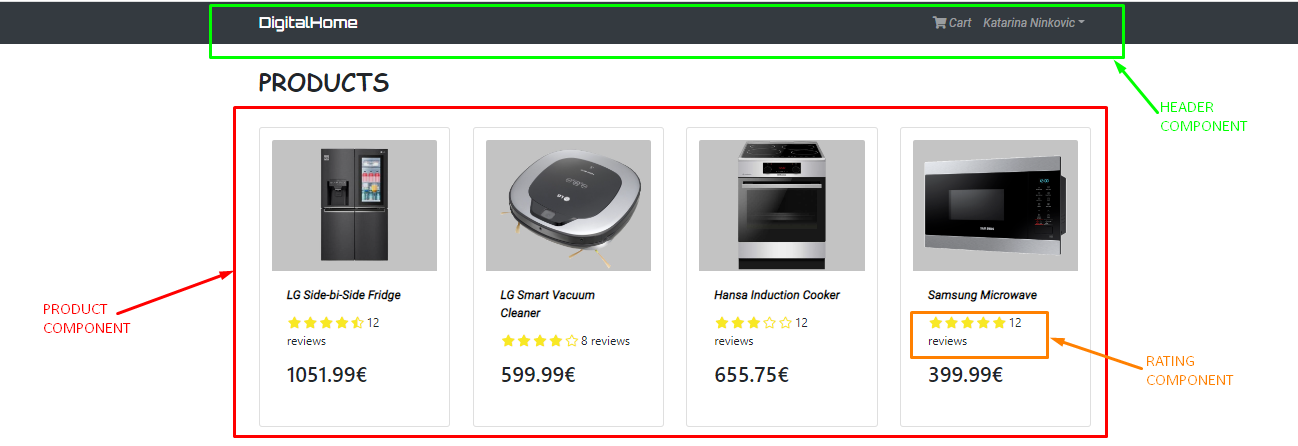 DigitalHome
Cart
Katarina Ninkovic
PRODUCTS
HEADER
COMPONENT
LG Side-bi-Side Fridge
12
reviews
1051.99€
LG Smart Vacuum
Cleaner
8 reviews
599.99€
Hansa Induction Cooker
12
reviews
655.75€
Samsung Microwave
12
reviews
399.99€
PRODUCT
COMPONENT
RATING
COMPONENT
LG
SAMSUNG